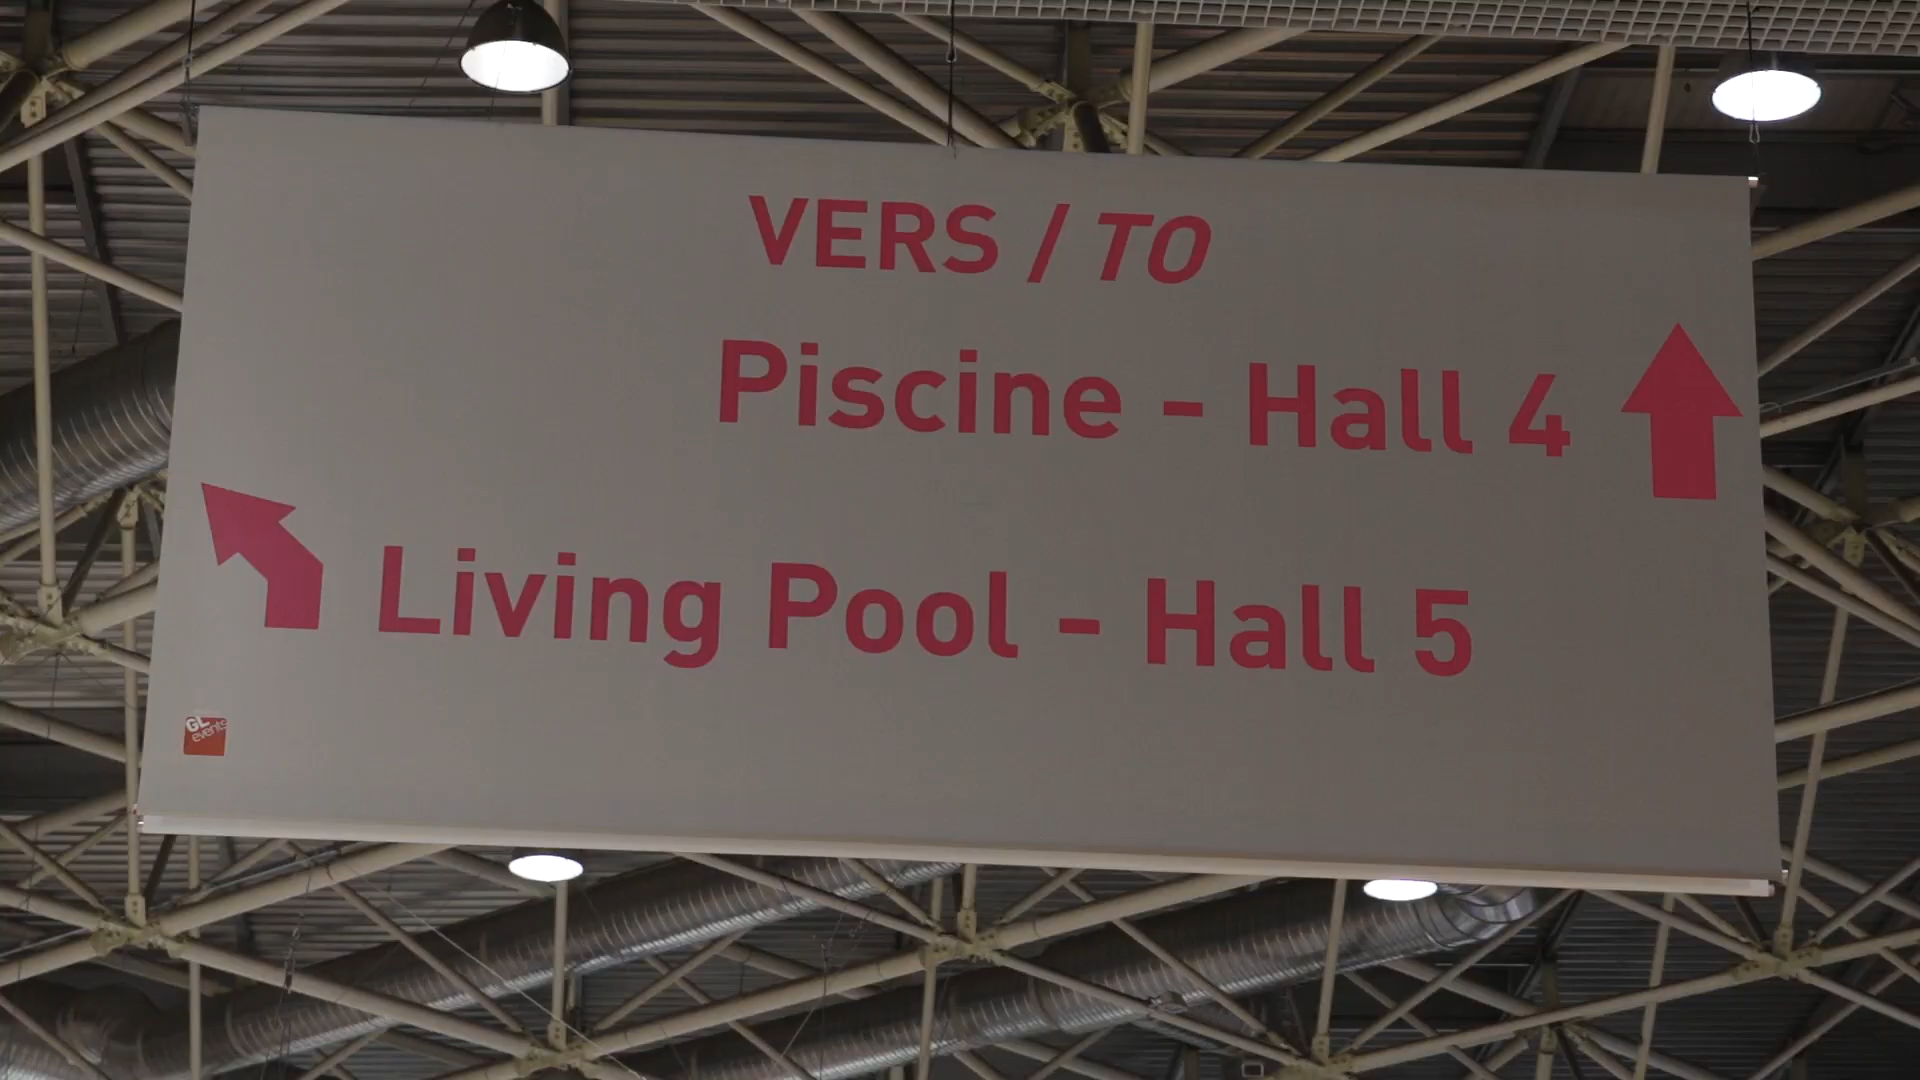 VERS / TO
Piscine - Hall 4
Living Pool - Hall 5
GL
events